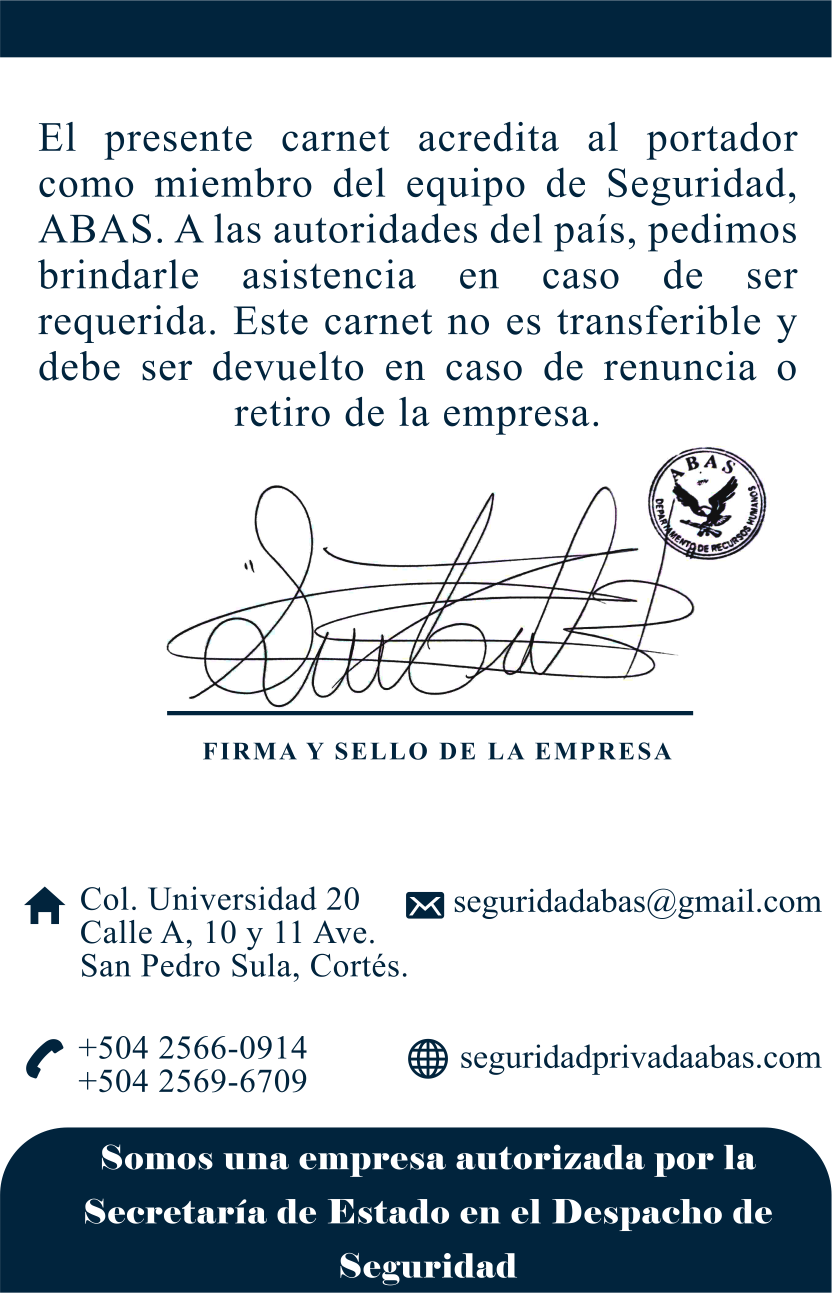 El presente carnet acredita al portador
como miembro del equipo de Seguridad,
ABAS. A las autoridades del país, pedimos
brindarle asistencia en caso de ser
requerida. Este carnet no es transferible y
debe ser devuelto en caso de renuncia o
retiro de la empresa.
ABAS
DEPARTAMENTO DE RECURSOS HUMANOS
FIRMA Y SELLO DE LA EMPRESA
Col. Universidad 20
Calle A, 10 y 11 Ave.
San Pedro Sula, Cortés.
seguridadabas@gmail.com
+504 2566-0914
+504 2569-6709
seguridadprivadaabas.com
Somos una empresa autorizada por la
Secretaría de Estado en el Despacho de
Seguridad